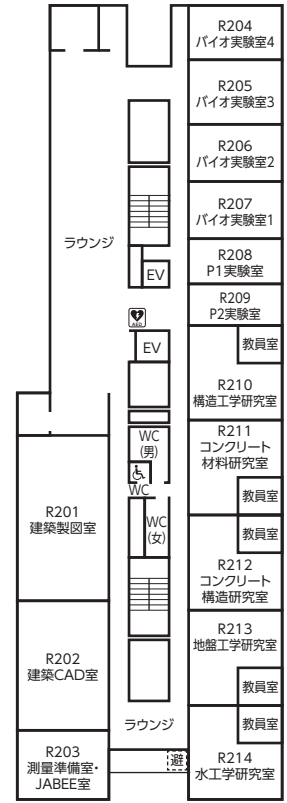 R204
バイオ実験室4
R205
バイオ実験室3
R206
バイオ実験室2
R207
バイオ実験室1
ラウンジ
R208
P1実験室
EV
R209
P2実験室
AED
EV
教員室
R210
構造工学研究室
WC
(男)
R211
コンクリート
材料研究室
WC
教員室
R201
建築製図室
WC
(女)
教員室
R212
コンクリート
構造研究室
R213
地盤工学研究室
R202
建築CAD室
教員室
ラウンジ
教員室
R203
測量準備室・
JABEE室
避
R214
水工学研究室